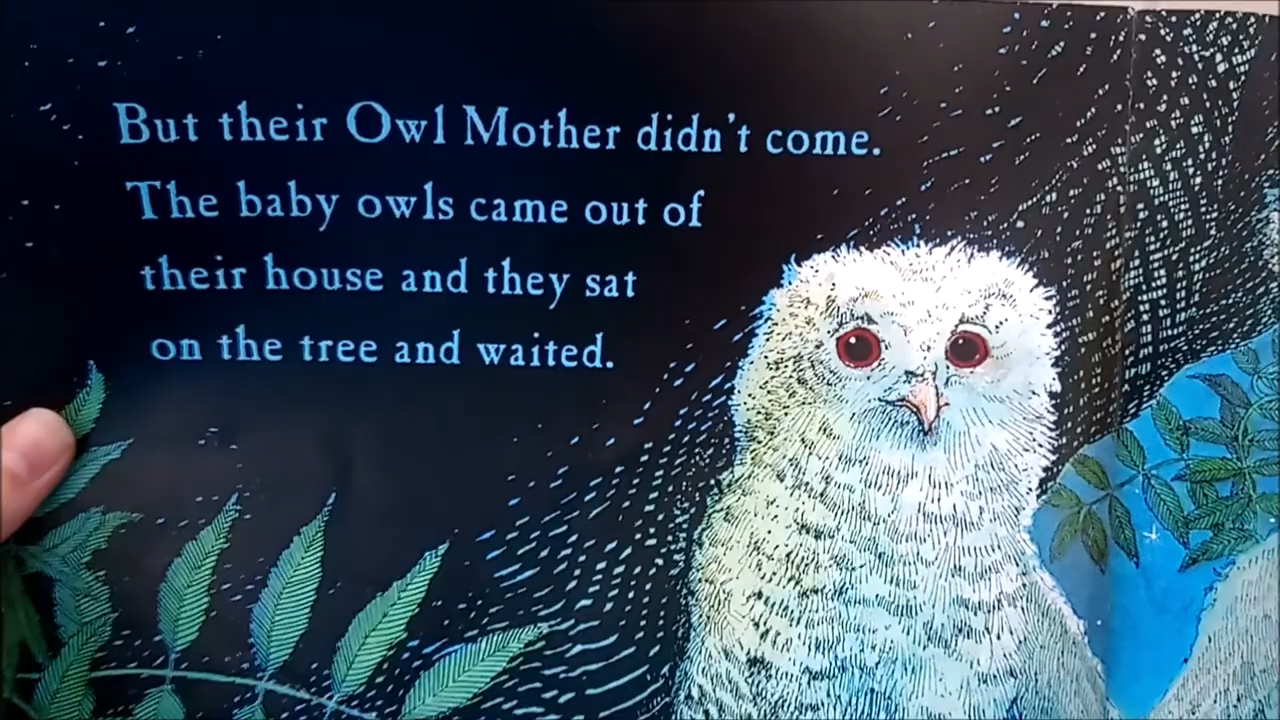 But their Owl Mother didn't come.
The baby owls came out of
their house and they sat
on the tree and waited.